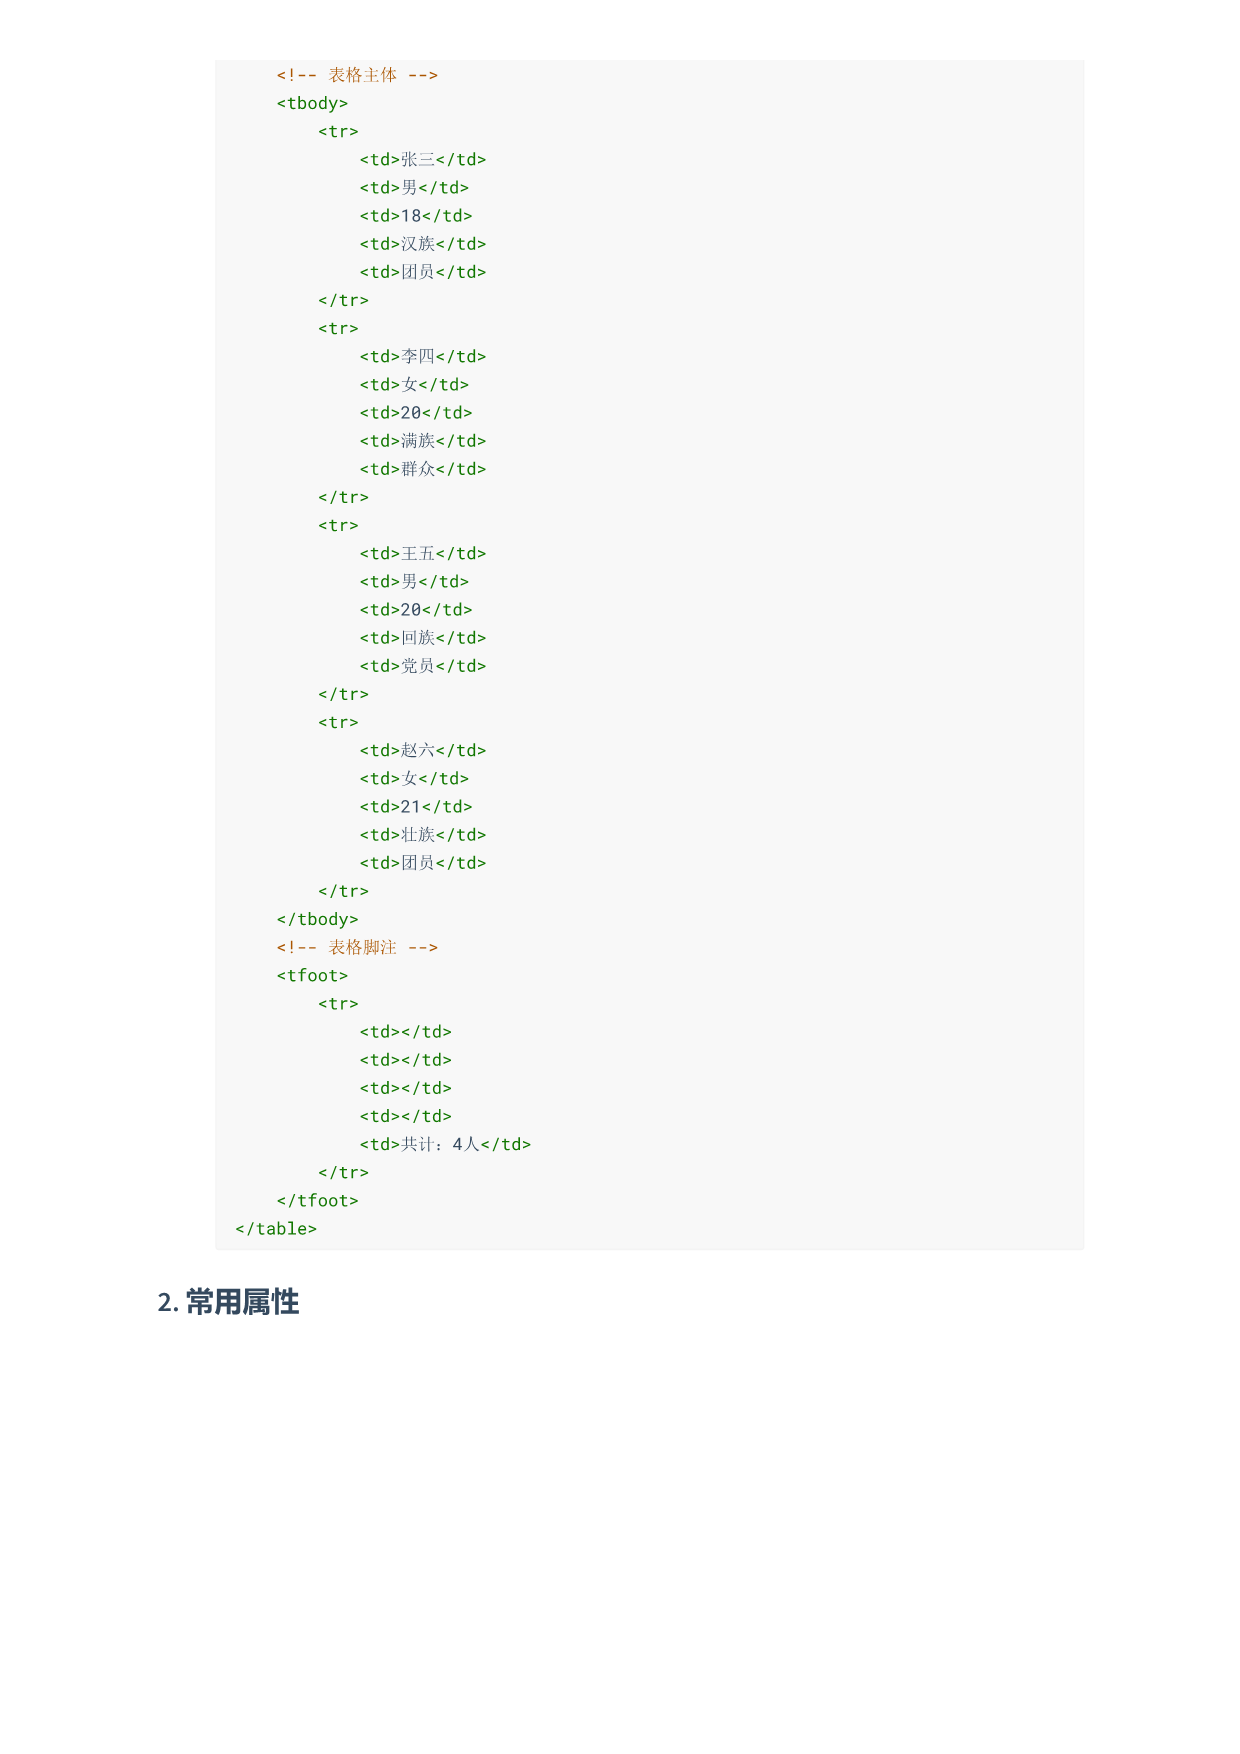 <!-- 表格主体 -->
<tbody>
<tr>
<td>张三</td>
<td>男</td>
<td>18</td>
<td>汉族</td>
<td>团员</td>
</tr>
<tr>
<td>李四</td>
<td>女</td>
<td>20</td>
<td>满族</td>
<td>群众</td>
</tr>
<tr>
<td>王五</td>
<td>男</td>
<td>20</td>
<td>回族</td>
<td>党员</td>
</tr>
<tr>
<td>赵六</td>
<td>女</td>
<td>21</td>
<td>壮族</td>
<td>团员</td>
</tr>
</tbody>
<!-- 表格脚注 -->
<tfoot>
<tr>
<td></td>
<td></td>
<td></td>
<td></td>
<td>共计：4人</td>
</tr>
</tfoot>
</table>
2. 常用属性